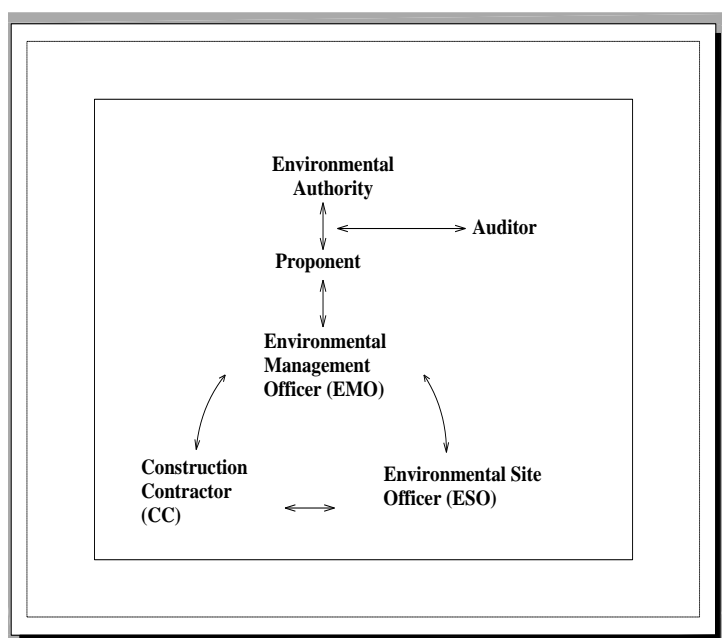 Environmental
Authority
Auditor
Proponent
Environmental
Management
Officer (EMO)
Construction
Contractor
(CC)
Environmental Site
Officer (ESO)